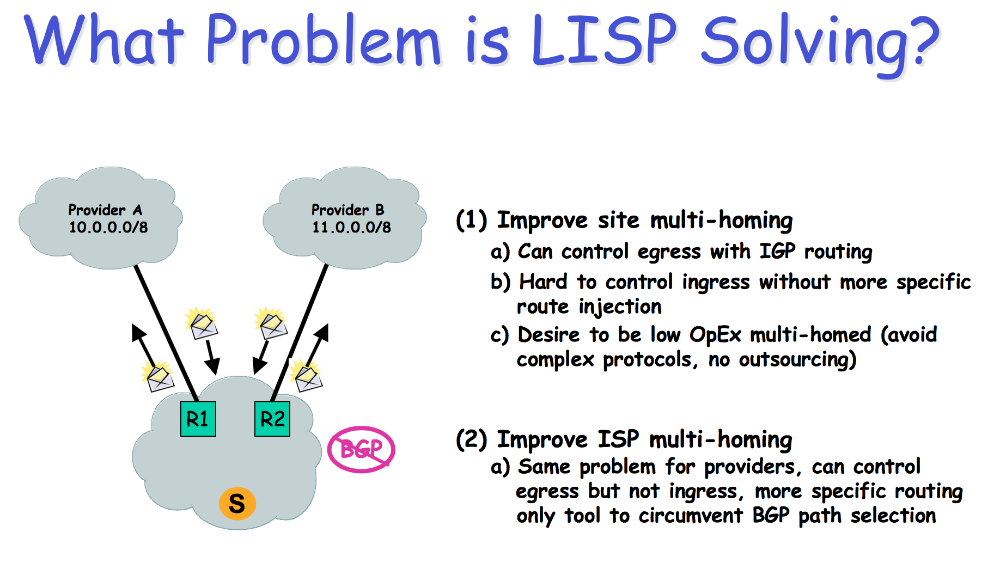 What Problem is LISP Solving?
Provider A
10.0.0.0/8
Provider B
11.0.0.0/8
R1
R2
BGP
S
(1) Improve site multi-homing
a) Can control egress with IGP routing
b) Hard to control ingress without more specific
route injection
c) Desire to be low OpEx multi-homed (avoid
complex protocols, no outsourcing)
(2) Improve ISP multi-homing
a) Same problem for providers, can control
egress but not ingress, more specific routing
only tool to circumvent BGP path selection